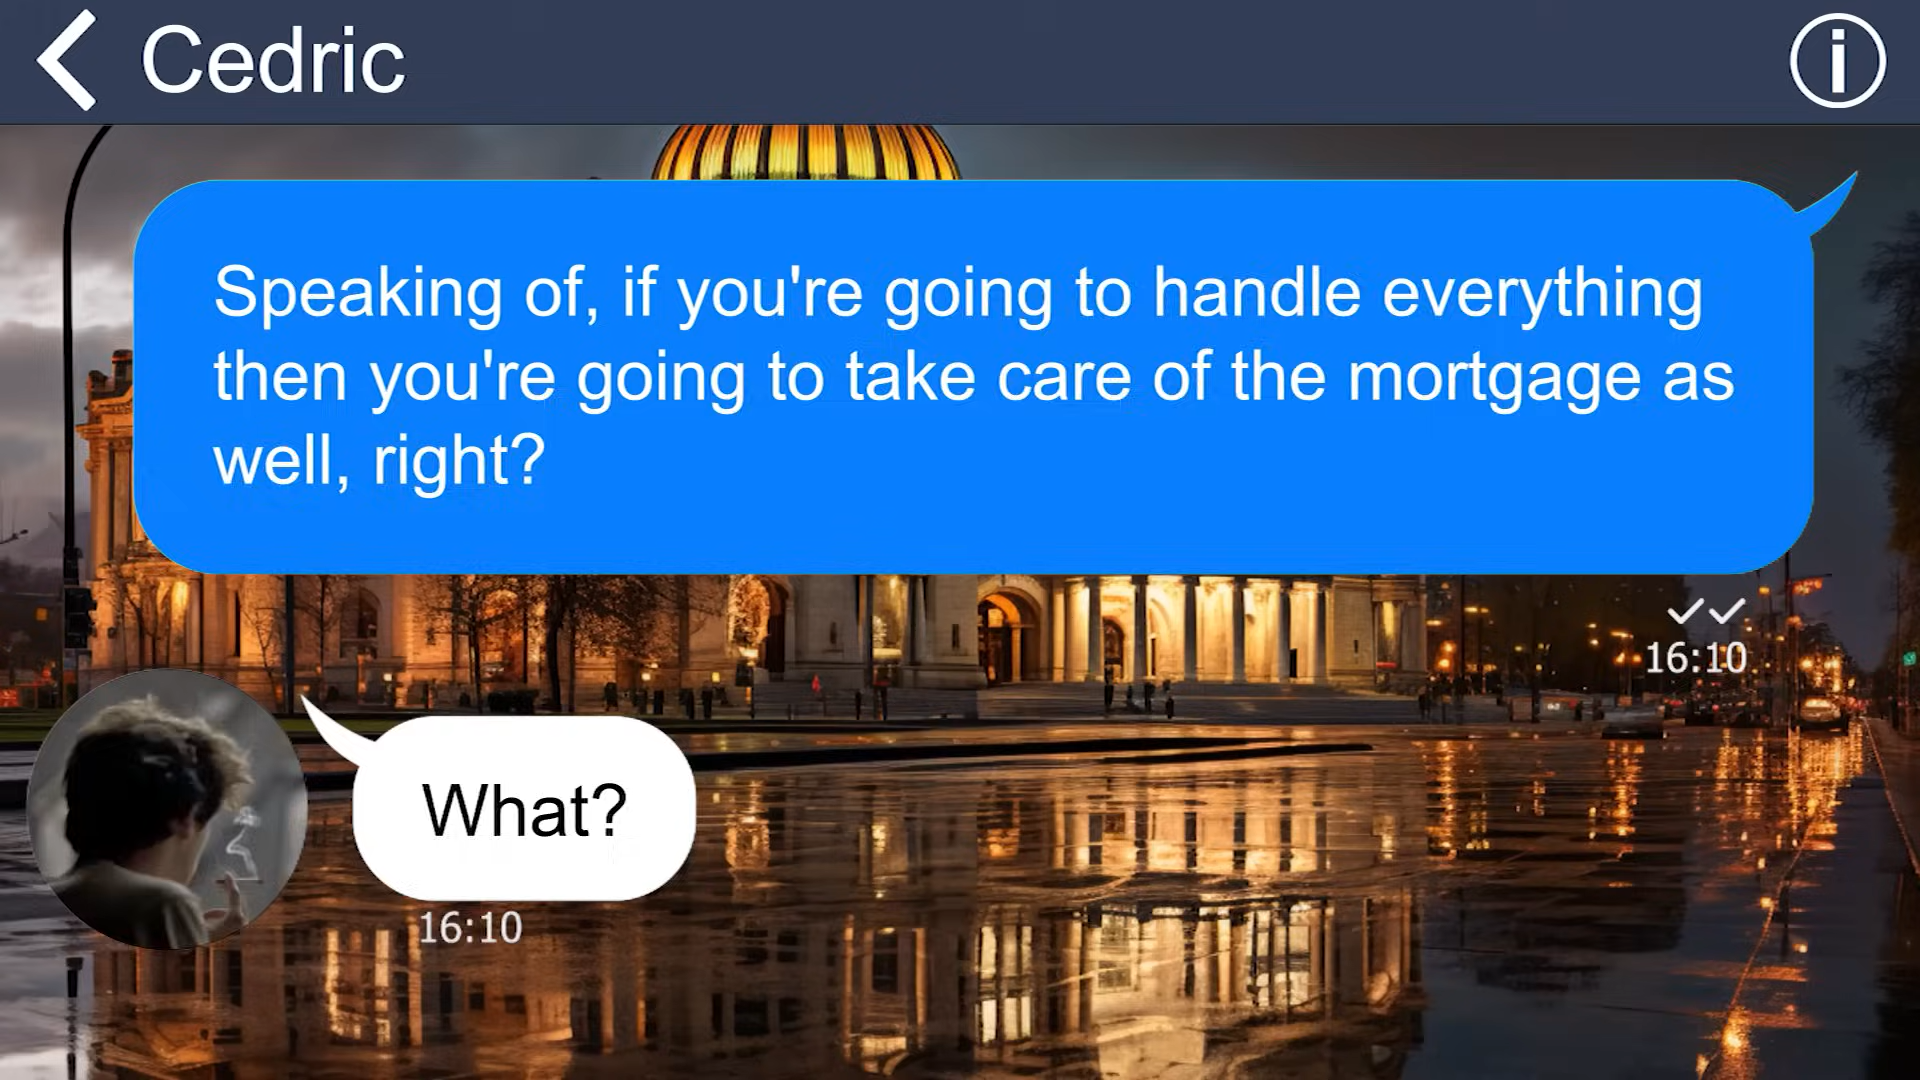 Cedric
Speaking of, if you're going to handle everything
then you're going to take care of the mortgage as
well, right?
16:10
What?
16:10